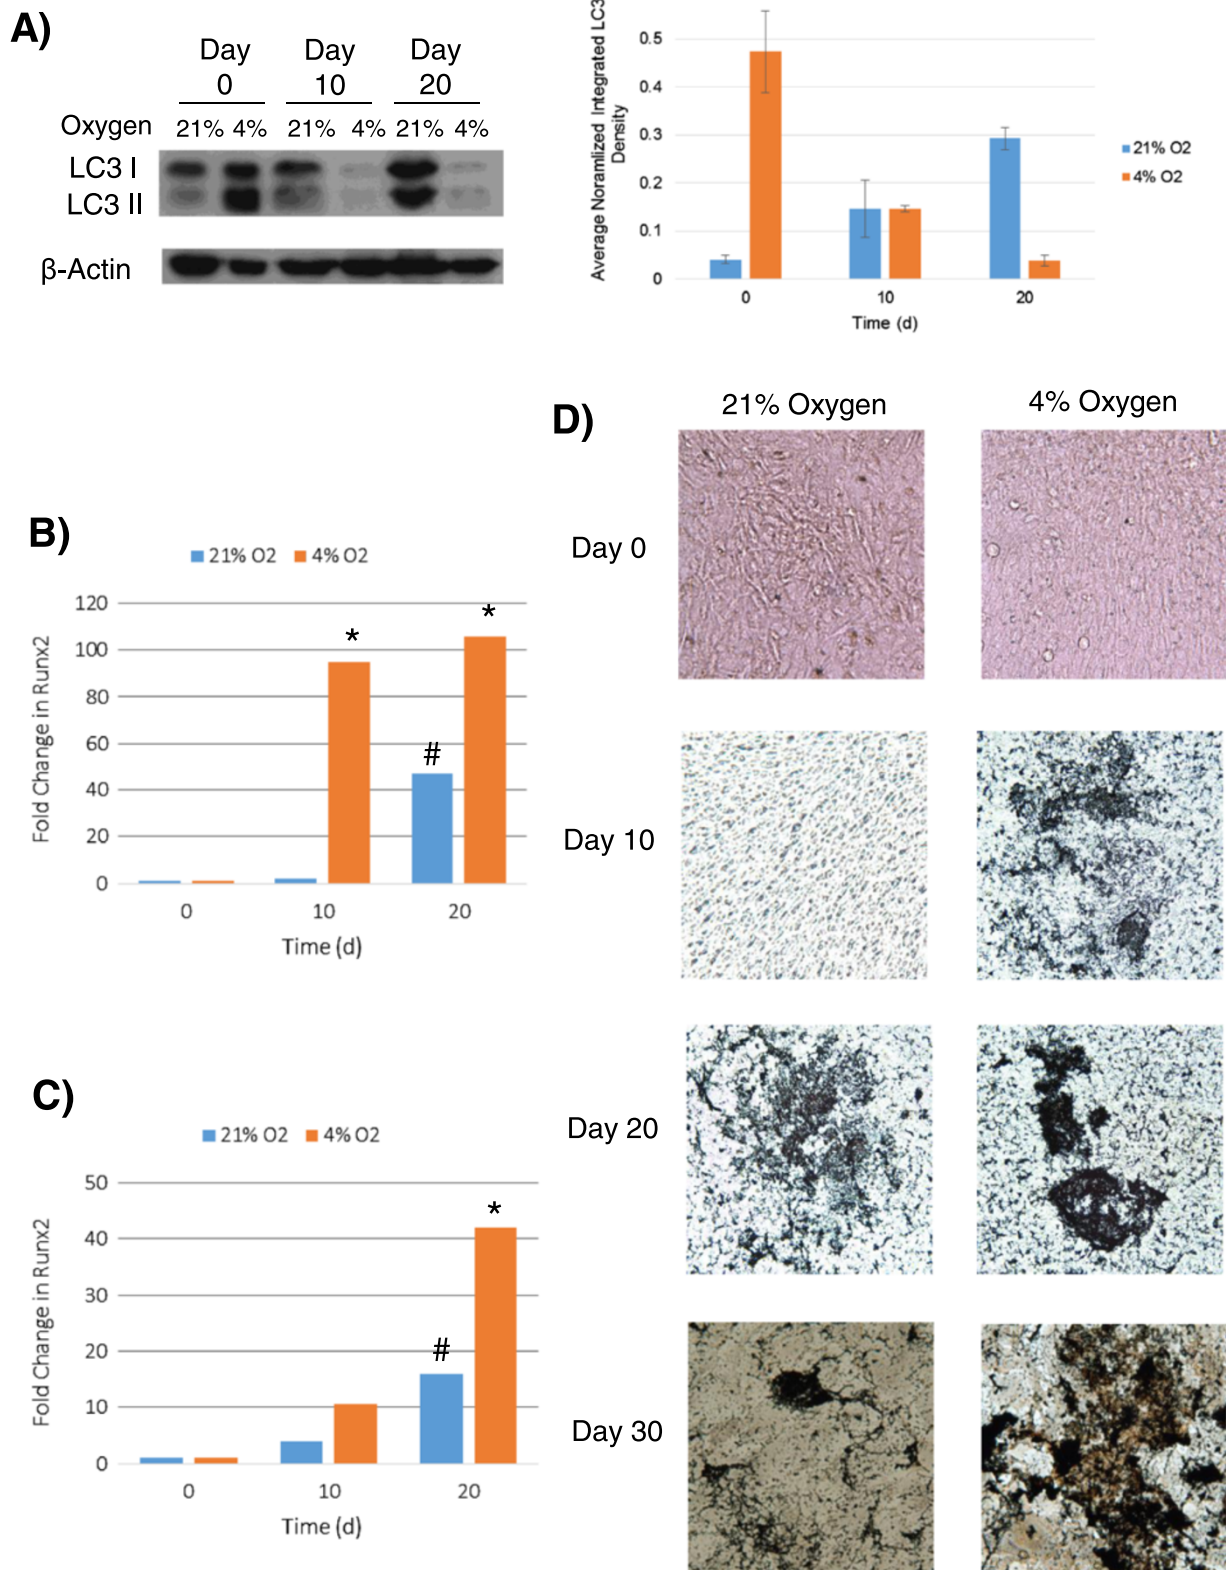 A)
Day
0
Day
10
Day
20
Oxygen 21% 4% 21% 4% 21% 4%
LC3 I
LC3 II
β-Actin
Average Noramlized Integrated LC3
Density
0.5
0.4
0.3
0.2
0.1
0
0 10 20
Time (d)
21% O2
4% O2
B)
21% O2 4% O2
Fold Change in Runx2
120
100
80
60
40
20
0
* # *
0 10 20
Time (d)
C)
21% O2 4% O2
Fold Change in Runx2
50
40
30
20
10
0
# *
0 10 20
Time (d)
D)
21% Oxygen 4% Oxygen
Day 0
Day 10
Day 20
Day 30